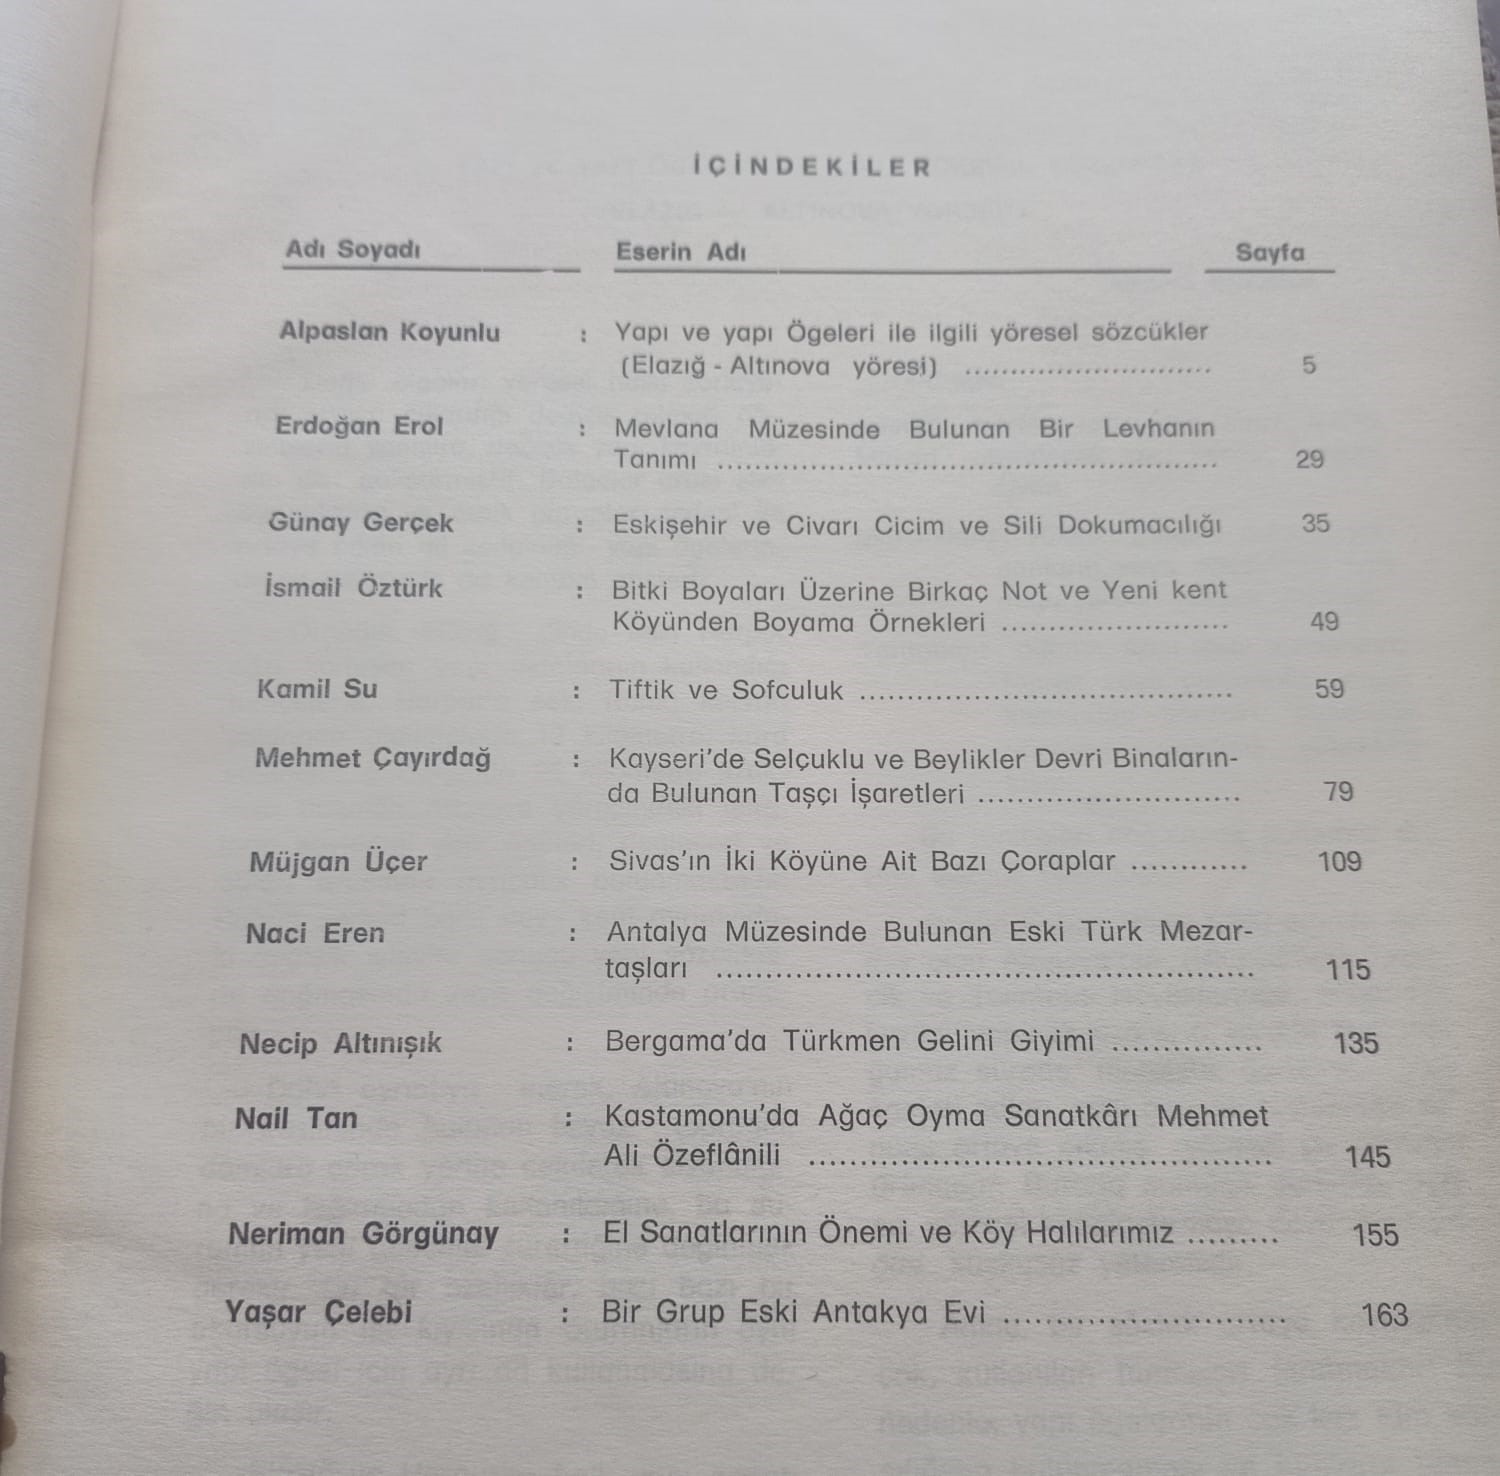 İÇİNDEKİLER
Adı Soyadı Eserin Adı Sayfa
Alpaslan Koyunlu : Yapı ve yapı Ögeleri ile ilgili yöresel sözcükler
(Elazığ - Altınova yöresi) ........................... 5
Erdoğan Erol : Mevlana Müzesinde Bulunan Bir Levhanın
Tanımı ...................................................... 29
Günay Gerçek : Eskişehir ve Civarı Cicim ve Sili Dokumacılığı 35
İsmail Öztürk : Bitki Boyaları Üzerine Birkaç Not ve Yeni kent
Köyünden Boyama Örnekleri ........................ 49
Kamil Su : Tiftik ve Sofculuk ....................................... 59
Mehmet Çayırdağ : Kayseri'de Selçuklu ve Beylikler Devri Binaların-
da Bulunan Taşçı İşaretleri ........................... 79
Müjgan Üçer : Sivas'ın İki Köyüne Ait Bazı Çoraplar ............ 109
Naci Eren : Antalya Müzesinde Bulunan Eski Türk Mezar-
taşları ...................................................... 115
Necip Altınışık : Bergama'da Türkmen Gelini Giyimi ............... 135
Nail Tan : Kastamonu'da Ağaç Oyma Sanatkârı Mehmet
Ali Özeflânili ............................................. 145
Neriman Görgünay : El Sanatlarının Önemi ve Köy Halılarımız ......... 155
Yaşar Çelebi : Bir Grup Eski Antakya Evi ........................... 163